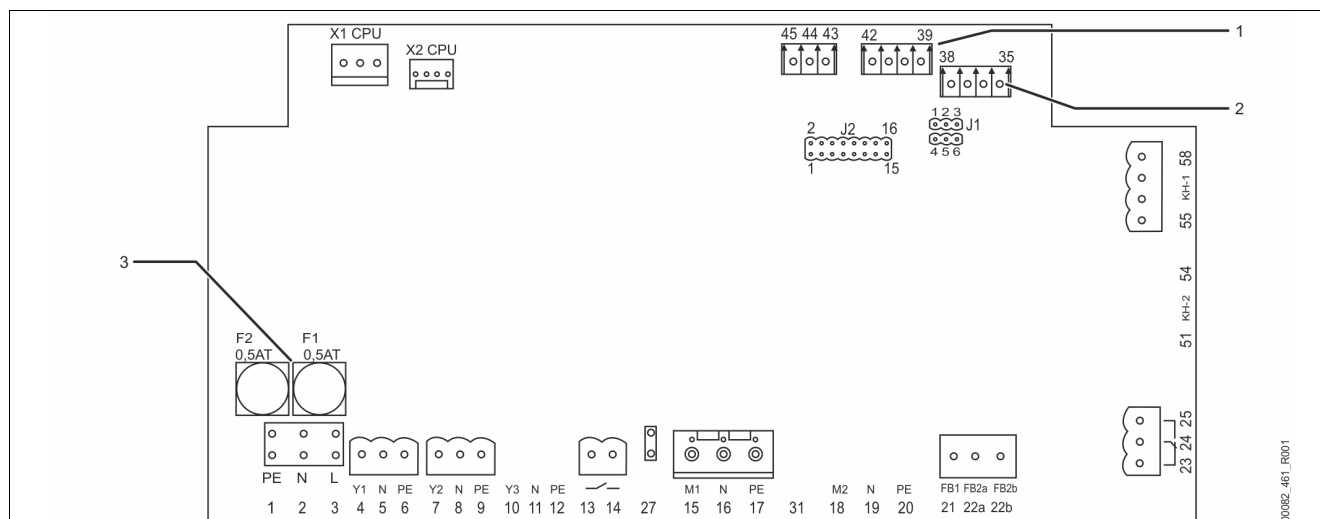 X1 CPU
X2 CPU
45 44 43
42 39
38 35
1
2
1 2 3
J1
4 5 6
2 J2 16
1 15
58
KH-1
55
54
KH-2
51
3
F2 F1
0,5AT 0,5AT
25
24
23
PE N L
Y1 N PE Y2 N PE Y3 N PE M1 N PE M2 N PE FB1 FB2a FB2b
1 2 3 4 5 6 7 8 9 10 11 12 13 14 27 15 16 17 31 18 19 20 21 22a 22b
00082_461_R001